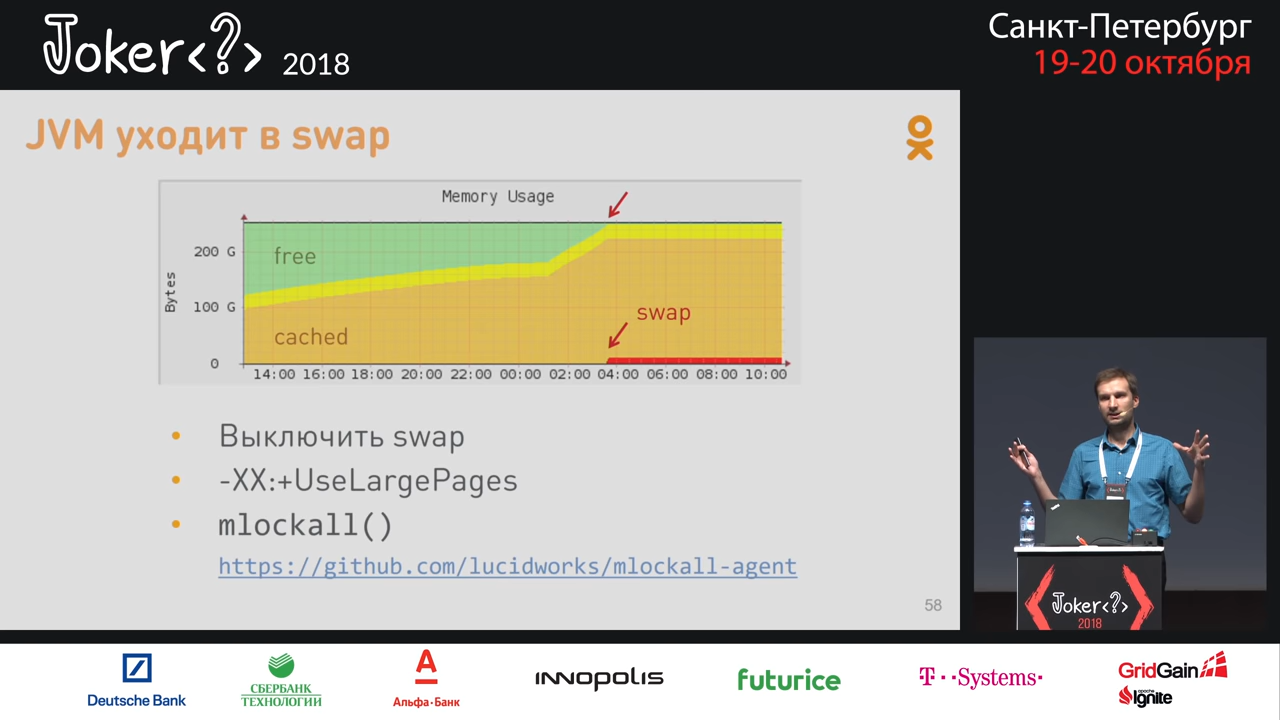 Joker<?> 2018
Санкт-Петербург
19-20 октября
JVM уходит в swap
Memory Usage
Bytes
200 G
100 G
0
free
cached
swap
14:00 16:00 18:00 20:00 22:00 00:00 02:00 04:00 06:00 08:00 10:00
• Выключить swap
• -XX:+UseLargePages
• mlockall()
https://github.com/lucidworks/mlockall-agent
58
Joker<?>
2018
Deutsche Bank
СБЕРБАНК
ТЕХНОЛОГИИ
А
Альфа·Банк
INNOPOLIS
futurice
T··Systems·
GridGain
apache
Ignite